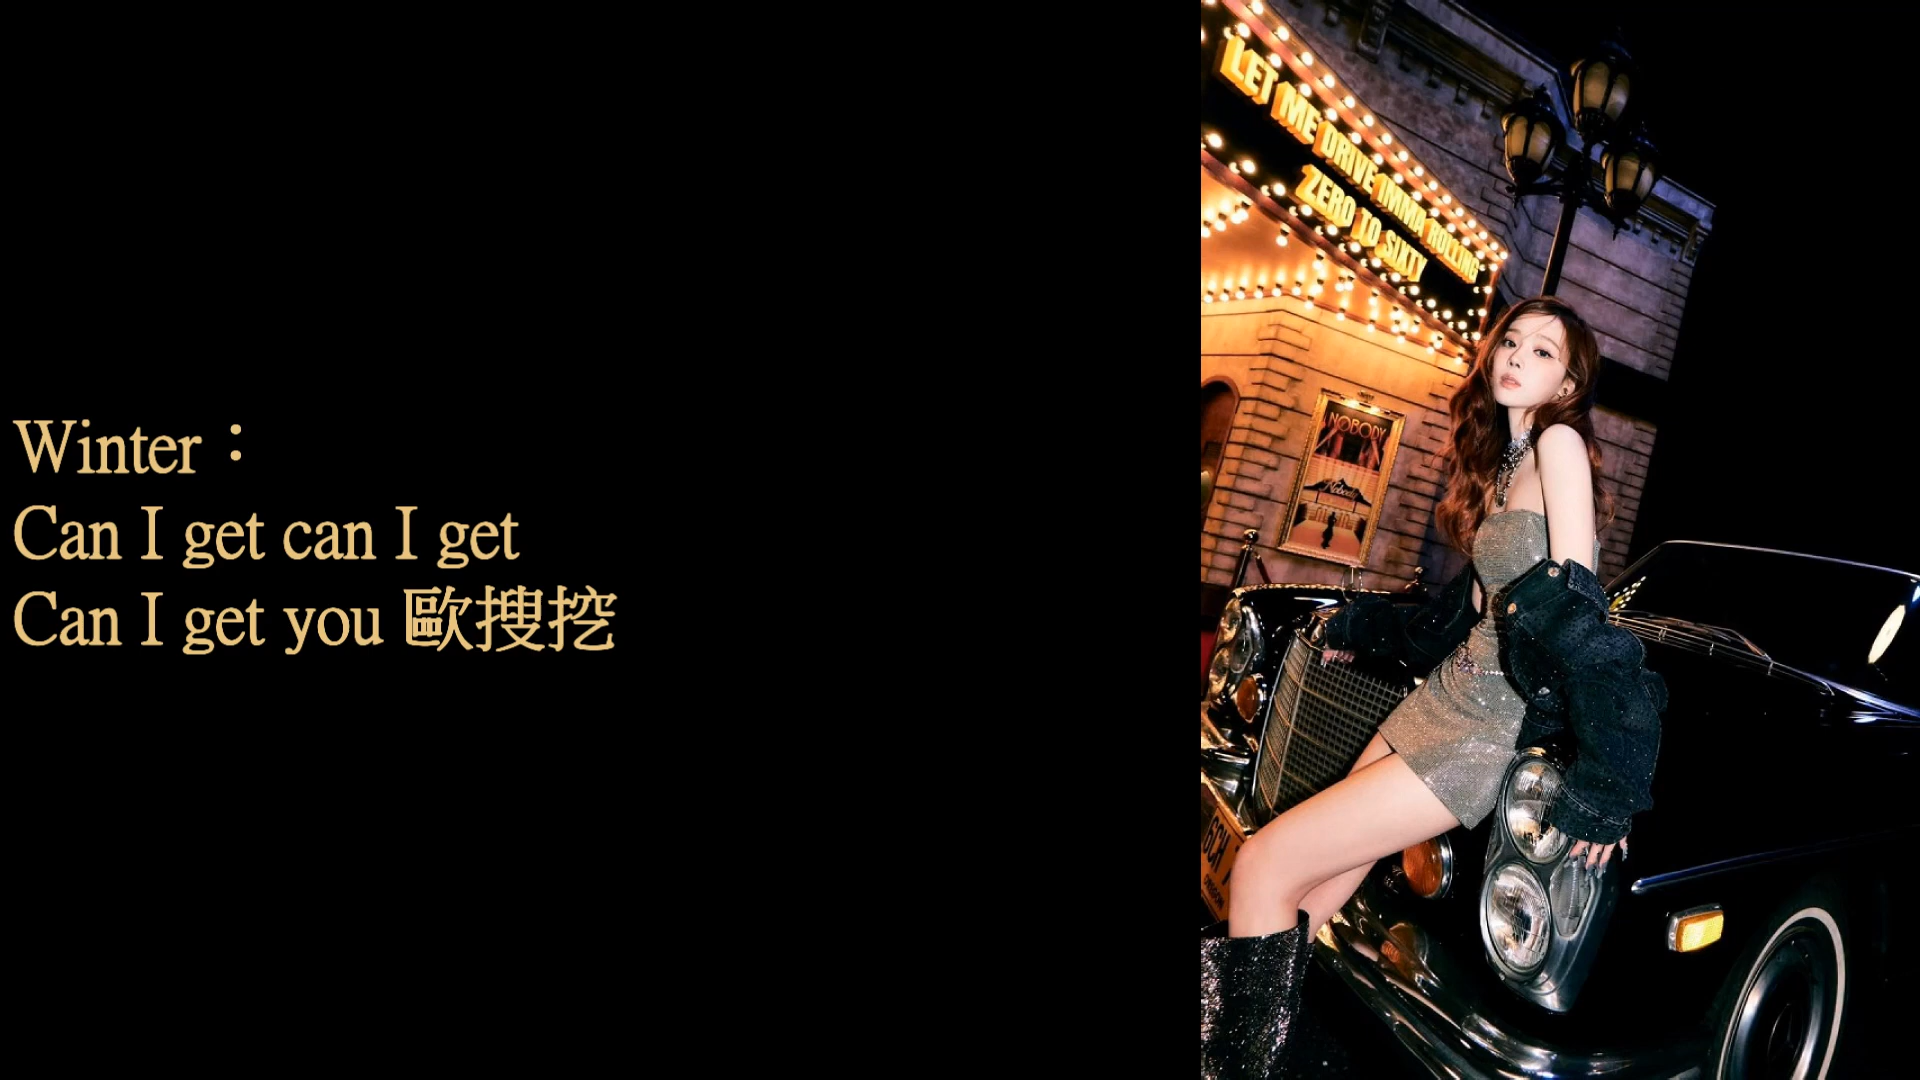 Winter：
Can I get can I get
Can I get you 歐搜挖
LET ME DRIVE IMMA ROLLING
ZERO TO SIXTY
NOBODY